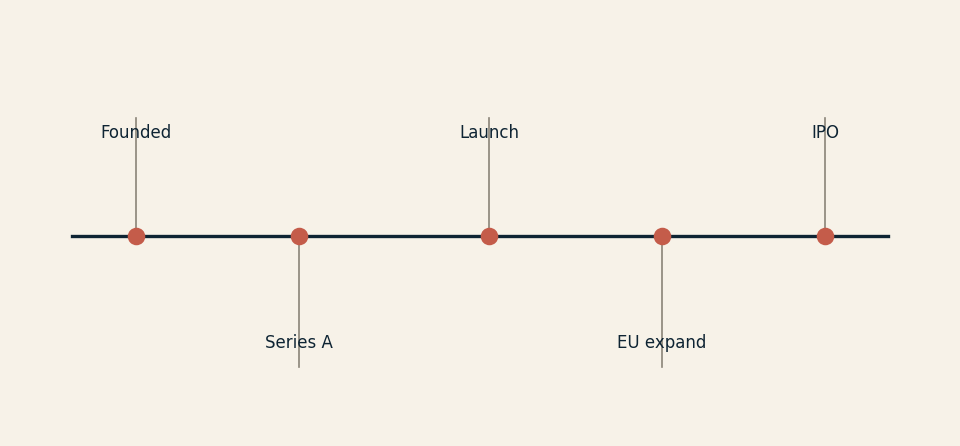 Founded
Series A
Launch
EU expand
IPO